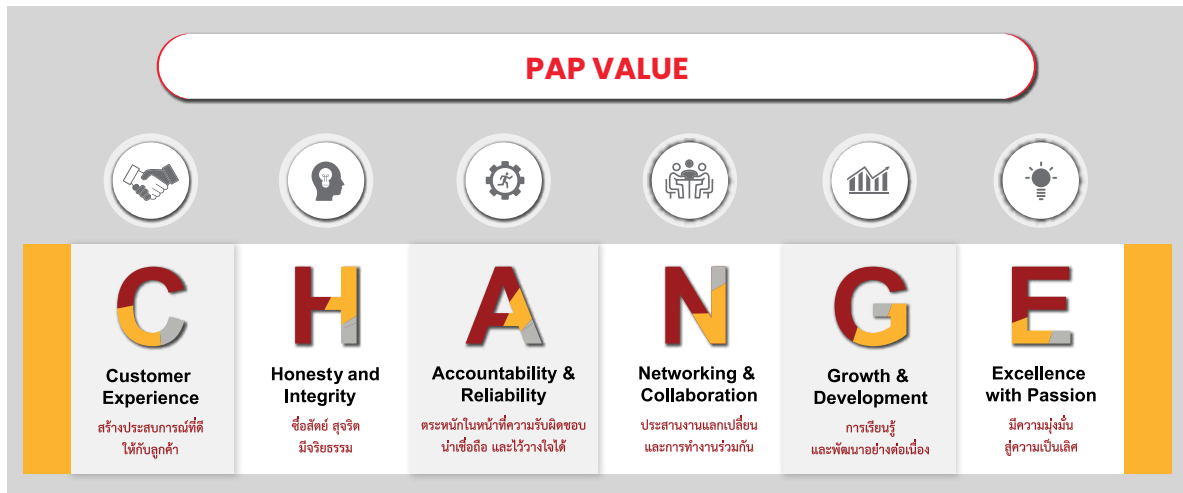 PAP VALUE
C
Customer
Experience
สร้างประสบการณ์ที่ดี
ให้กับลูกค้า
H
Honesty and
Integrity
ซื่อสัตย์ สุจริต
มีจริยธรรม
A
Accountability &
Reliability
ตระหนักในหน้าที่ความรับผิดชอบ
น่าเชื่อถือ และไว้วางใจได้
N
Networking &
Collaboration
ประสานงานแลกเปลี่ยน
และการทำงานร่วมกัน
G
Growth &
Development
การเรียนรู้
และพัฒนาอย่างต่อเนื่อง
E
Excellence
with Passion
มีความมุ่งมั่น
สู่ความเป็นเลิศ